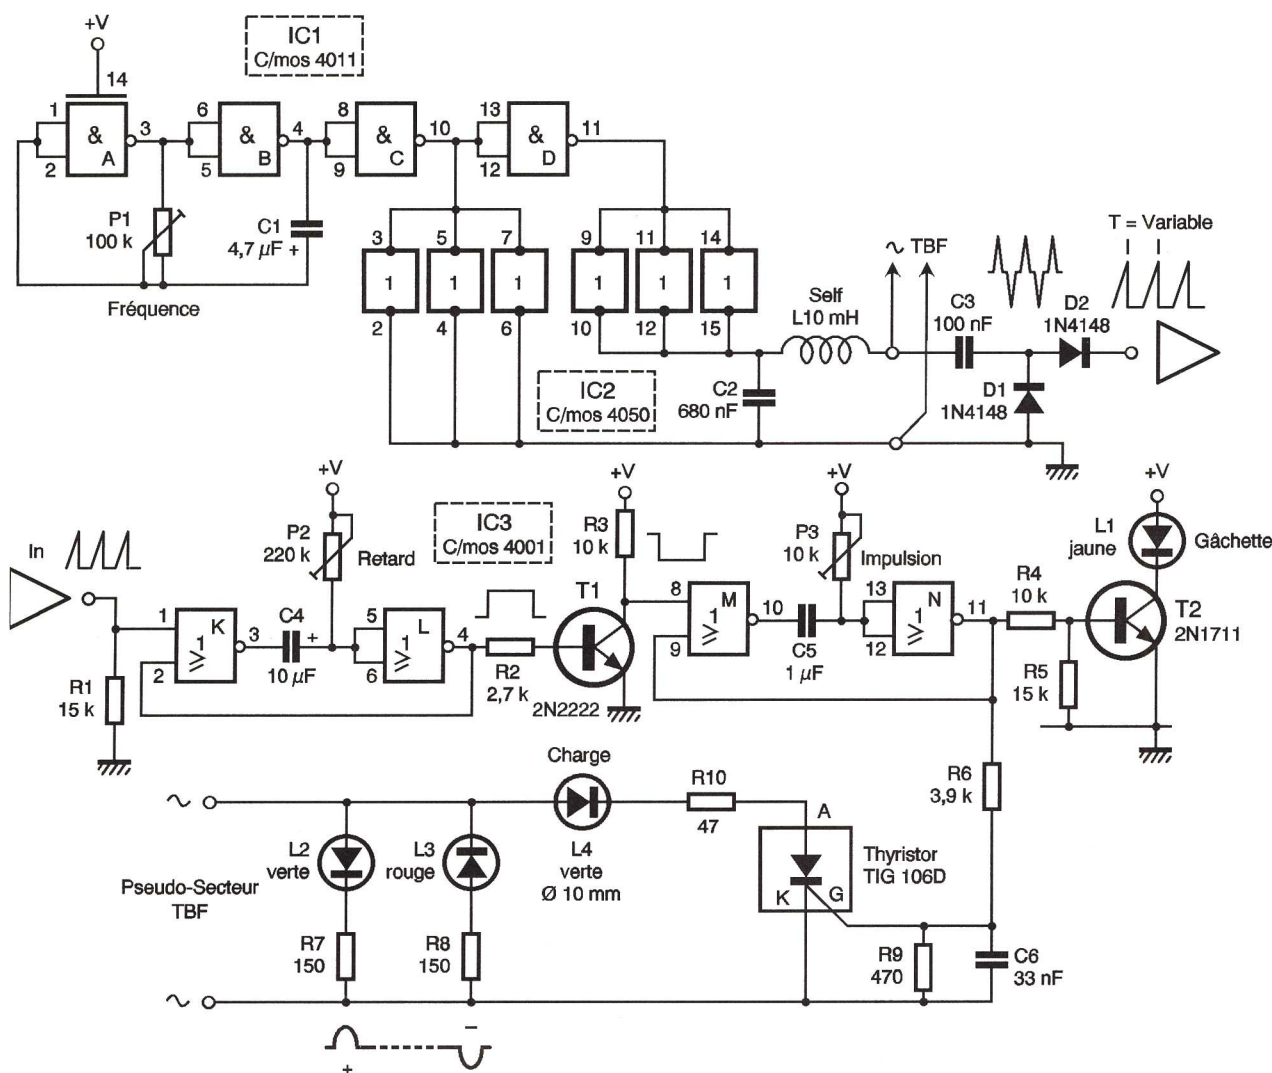 +V
IC1
C/mos 4011
14
1
2
&
A
3
6
5
&
B
4
8
9
&
C
10
13
12
&
D
11
P1
100 k
C1
4,7 µF +
Fréquence
3
5
7
1
1
1
2
4
6
9
11
14
1
1
1
10
12
15
IC2
C/mos 4050
C2
680 nF
Self
L10 mH
∿ TBF
C3
100 nF
D1
1N4148
D2
1N4148
T = Variable
In
R1
15 k
1
2
≥1
K
3
C4
+
10 µF
+V
P2
220 k
Retard
5
6
≥1
L
4
IC3
C/mos 4001
R2
2,7 k
+V
R3
10 k
T1
2N2222
8
9
≥1
M
10
C5
1 µF
+V
P3
10 k
Impulsion
13
12
≥1
N
11
R4
10 k
R5
15 k
+V
L1
jaune
Gâchette
T2
2N1711
R6
3,9 k
∿
Pseudo-Secteur
TBF
∿
L2
verte
R7
150
L3
rouge
R8
150
Charge
L4
verte
Ø 10 mm
R10
47
A
K
G
Thyristor
TIG 106D
R9
470
C6
33 nF
+
−